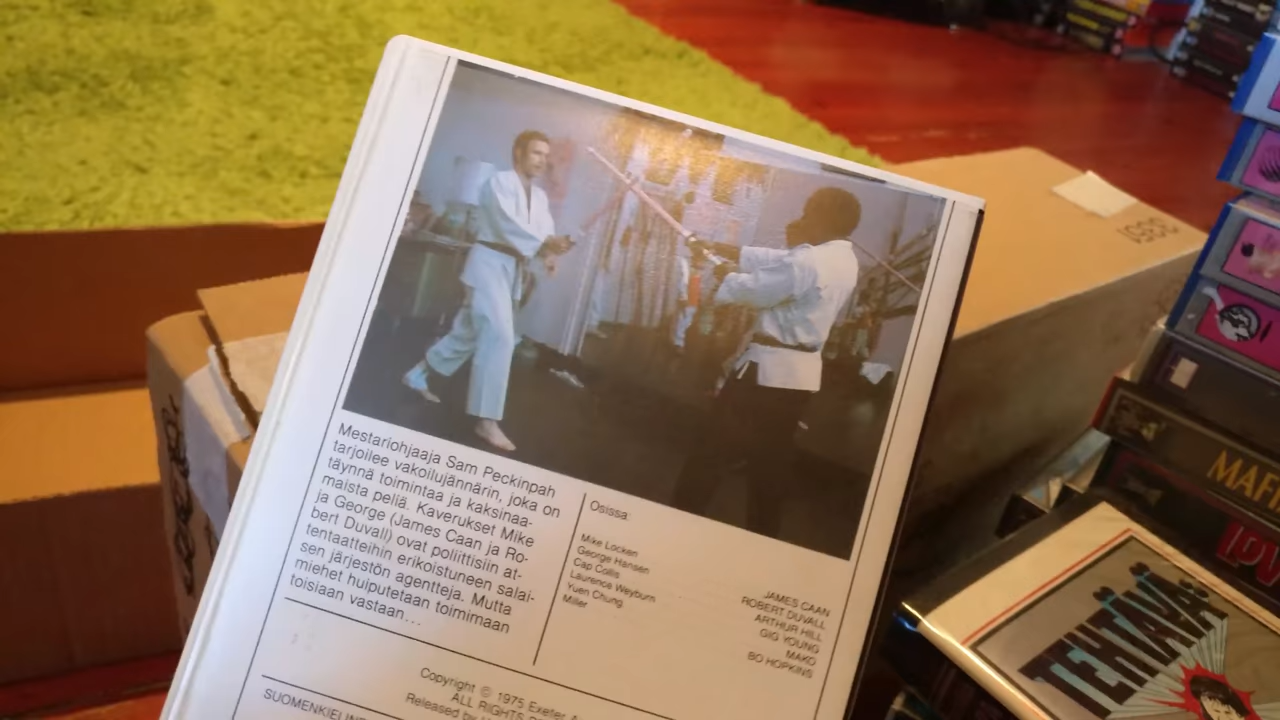 Mestariohjaaja Sam Peckinpah
tarjoilee vakoilujännärin, joka on
täynnä toimintaa ja kaksinaa-
maista peliä. Kaverukset Mike
ja George (James Caan ja Ro-
bert Duvall) ovat poliittisiin at-
tentaatteihin erikoistuneen salai-
sen järjestön agentteja. Mutta
miehet huiputetaan toimimaan
toisiaan vastaan...
Osissa:
Mike Locken
George Hansen
Cap Collis
Laurence Weyburn
Yuen Chung
Miller
JAMES CAAN
ROBERT DUVALL
ARTHUR HILL
GIG YOUNG
MAKO
BO HOPKINS
Copyright © 1975 Exeter
ALL RIGHTS
Released by
SUOMENKIELIN
MAF
TEHTÄVÄ: